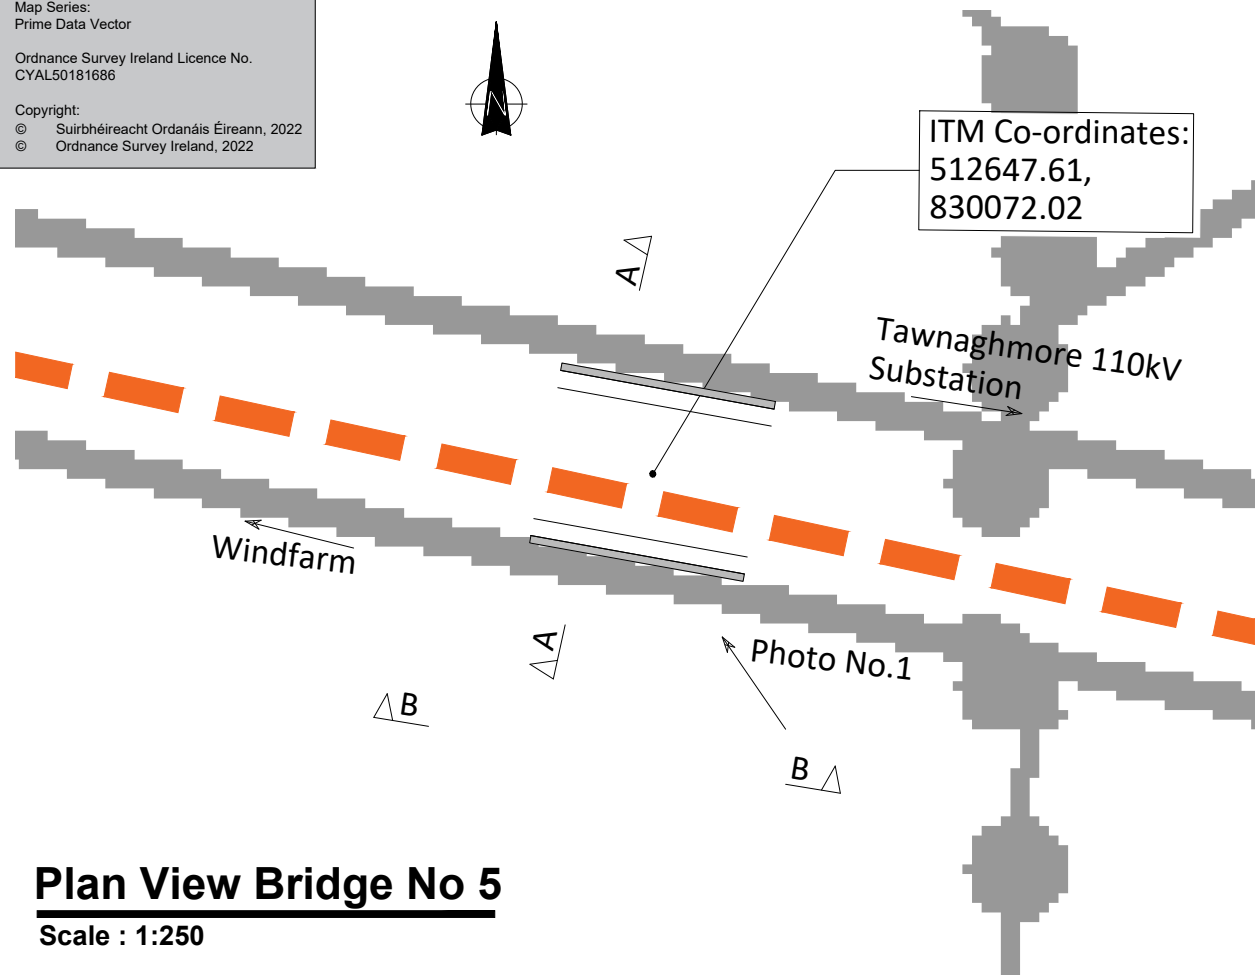 Map Series:
Prime Data Vector
Ordnance Survey Ireland Licence No.
CYAL50181686
Copyright:
© Suirbhéireacht Ordanáis Éireann, 2022
© Ordnance Survey Ireland, 2022
N
ITM Co-ordinates:
512647.61,
830072.02
A
Tawnaghmore 110kV
Substation
Windfarm
A
Photo No.1
B
B
Plan View Bridge No 5
Scale : 1:250